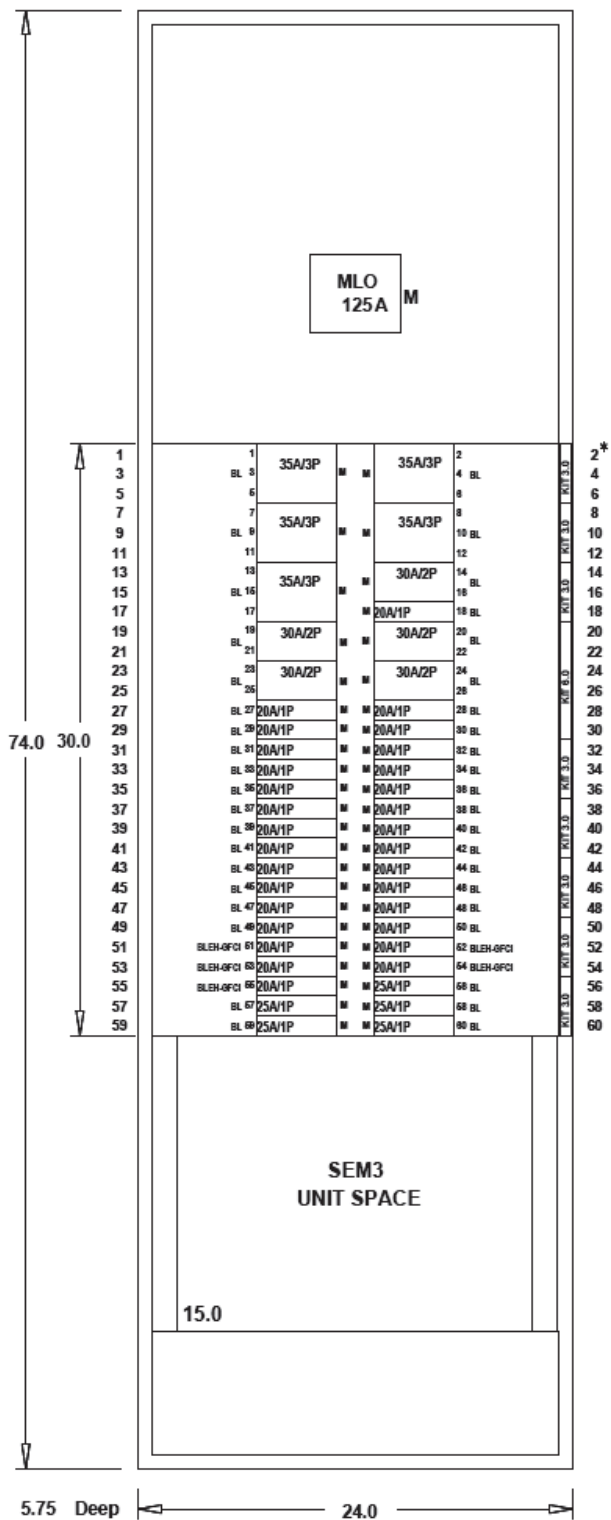 MLO
125A M
1 1 35A/3P 35A/3P 2 2*
3 BL 3 M M 4 BL KIT 3.0 4
5 5 6 6
7 7 35A/3P 35A/3P 8 8
9 BL 9 M M 10 BL KIT 3.0 10
11 11 12 12
13 13 35A/3P 30A/2P 14 BL 14
15 BL 15 M M 16 KIT 3.0 16
17 17 M 20A/1P 18 BL 18
19 BL 19 30A/2P M M 30A/2P 20 BL 20
21 21 22 22
23 BL 23 30A/2P M M 30A/2P 24 BL 24
25 25 26 KIT 6.0 26
27 BL 27 20A/1P M M 20A/1P 28 BL 28
29 BL 29 20A/1P M M 20A/1P 30 BL 30
31 BL 31 20A/1P M M 20A/1P 32 BL 32
33 BL 33 20A/1P M M 20A/1P 34 BL KIT 3.0 34
35 BL 35 20A/1P M M 20A/1P 36 BL 36
37 BL 37 20A/1P M M 20A/1P 38 BL 38
39 BL 39 20A/1P M M 20A/1P 40 BL KIT 3.0 40
41 BL 41 20A/1P M M 20A/1P 42 BL 42
43 BL 43 20A/1P M M 20A/1P 44 BL 44
45 BL 45 20A/1P M M 20A/1P 46 BL KIT 3.0 46
47 BL 47 20A/1P M M 20A/1P 48 BL 48
49 BL 49 20A/1P M M 20A/1P 50 BL 50
51 BLEH-GFCI 51 20A/1P M M 20A/1P 52 BLEH-GFCI KIT 3.0 52
53 BLEH-GFCI 53 20A/1P M M 20A/1P 54 BLEH-GFCI 54
55 BLEH-GFCI 55 20A/1P M M 25A/1P 56 BL 56
57 BL 57 25A/1P M M 25A/1P 58 BL KIT 3.0 58
59 BL 59 25A/1P M M 25A/1P 60 BL 60
74.0 30.0
SEM3
UNIT SPACE
15.0
5.75 Deep 24.0